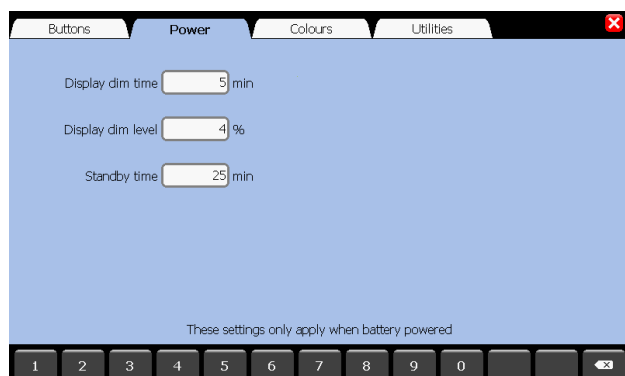 Buttons Power Colours Utilities
Display dim time 5 min
Display dim level 4 %
Standby time 25 min
These settings only apply when battery powered
1 2 3 4 5 6 7 8 9 0